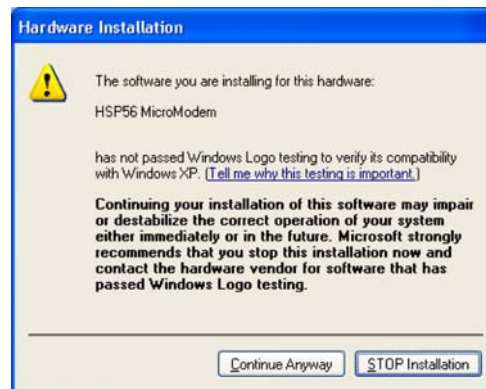 Hardware Installation
The software you are installing for this hardware:
HSP56 MicroModem
has not passed Windows Logo testing to verify its compatibility
with Windows XP. (Tell me why this testing is important.)
Continuing your installation of this software may impair
or destabilize the correct operation of your system
either immediately or in the future. Microsoft strongly
recommends that you stop this installation now and
contact the hardware vendor for software that has
passed Windows Logo testing.
Continue Anyway
STOP Installation